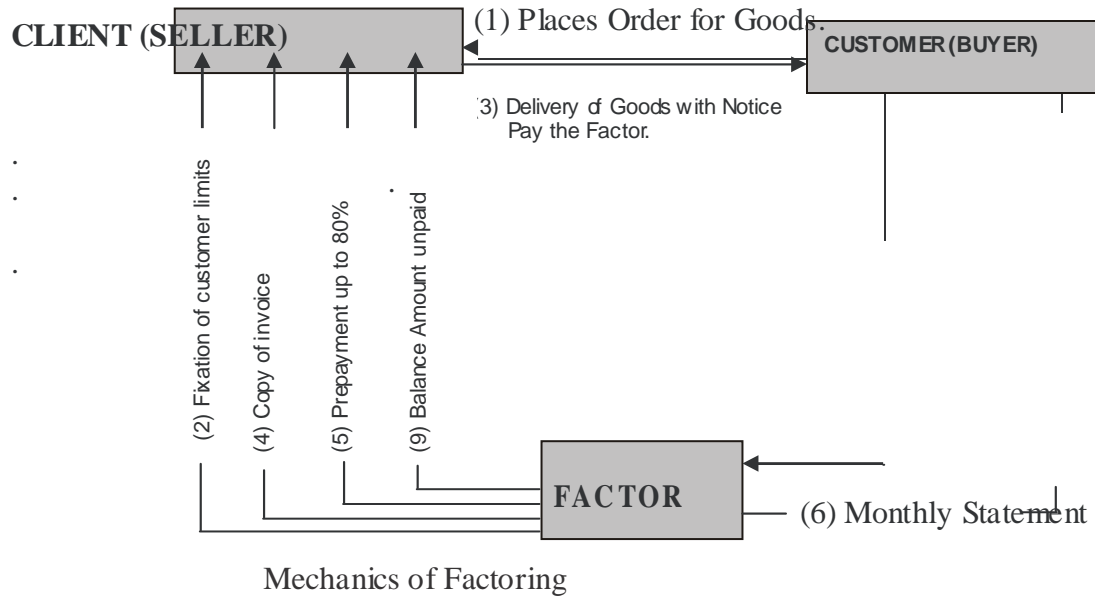 (1) Places Order for Goods.
CLIENT (SELLER)
CUSTOMER (BUYER)
(3) Delivery of Goods with Notice
Pay the Factor.
(2) Fixation of customer limits
(4) Copy of invoice
(5) Prepayment up to 80%
(9) Balance Amount unpaid
FACTOR
(6) Monthly Statement
Mechanics of Factoring